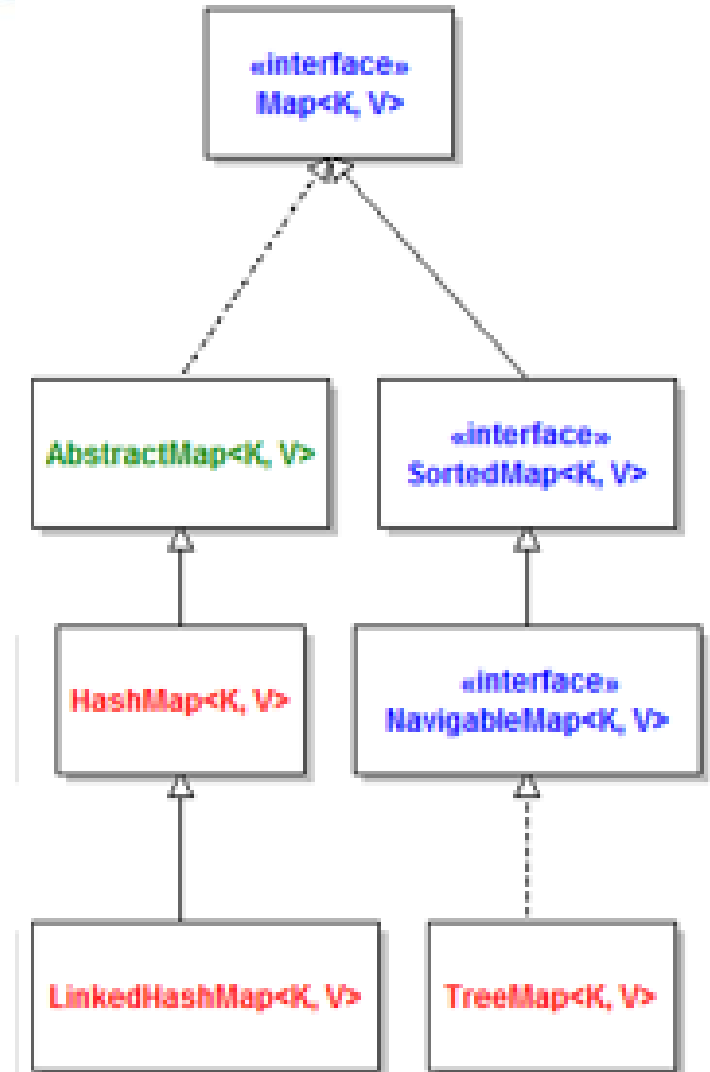 «interface»
Map<K, V>
AbstractMap<K, V>
«interface»
SortedMap<K, V>
HashMap<K, V>
«interface»
NavigableMap<K, V>
LinkedHashMap<K, V>
TreeMap<K, V>